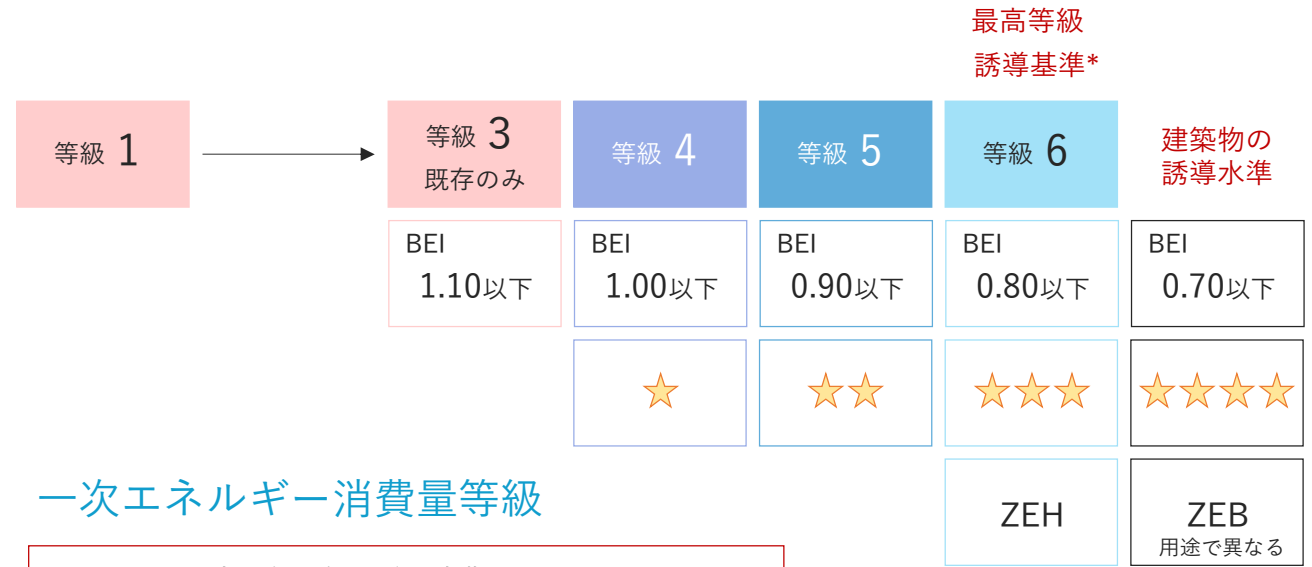 最高等級
誘導基準*
等級 1
等級 3
既存のみ
等級 4
等級 5
等級 6
建築物の
誘導水準
BEI
1.10以下
BEI
1.00以下
BEI
0.90以下
BEI
0.80以下
BEI
0.70以下
一次エネルギー消費量等級
ZEH
ZEB
用途で異なる